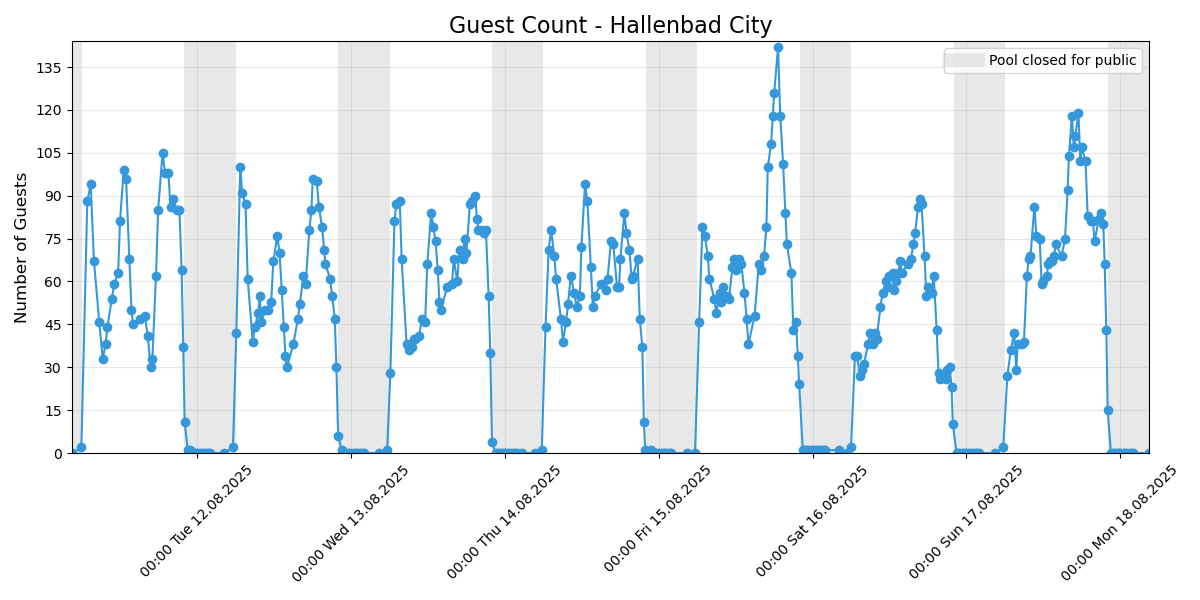 Guest Count - Hallenbad City
Pool closed for public
Number of Guests
135
120
105
90
75
60
45
30
15
0
00:00 Tue 12.08.2025
00:00 Wed 13.08.2025
00:00 Thu 14.08.2025
00:00 Fri 15.08.2025
00:00 Sat 16.08.2025
00:00 Sun 17.08.2025
00:00 Mon 18.08.2025